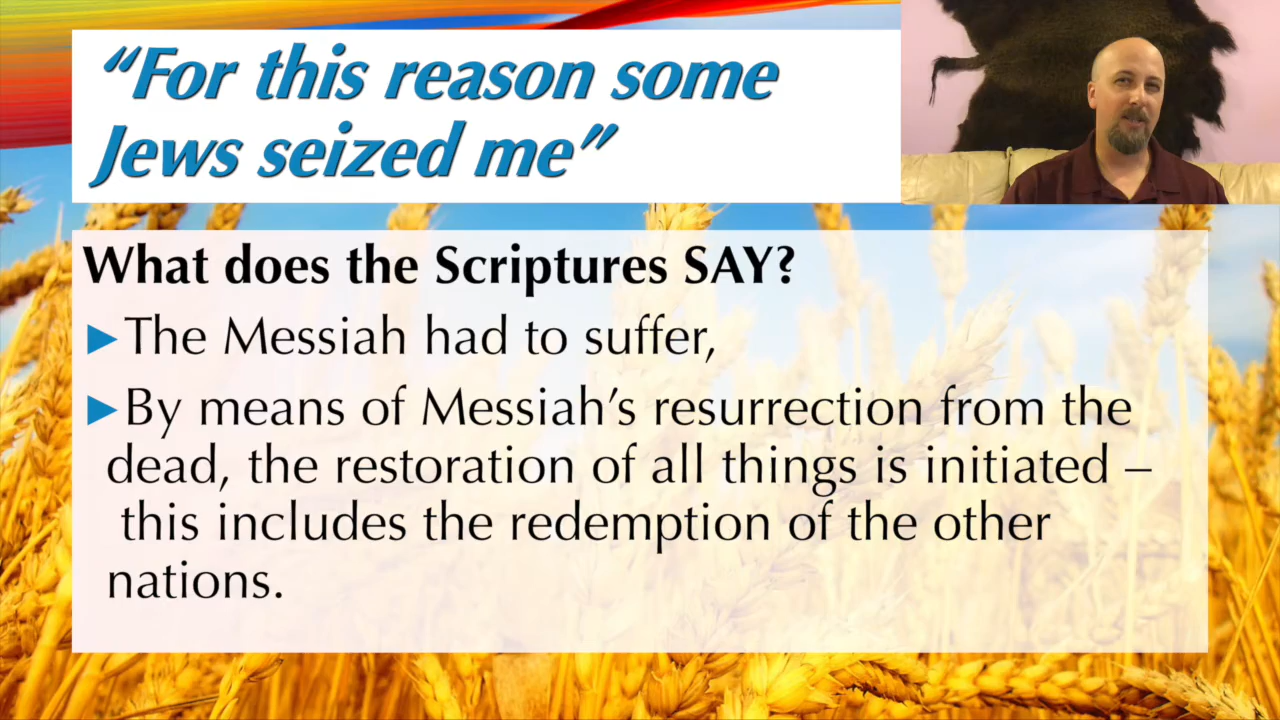 “For this reason some
Jews seized me”
What does the Scriptures SAY?
►The Messiah had to suffer,
►By means of Messiah’s resurrection from the
dead, the restoration of all things is initiated –
this includes the redemption of the other
nations.